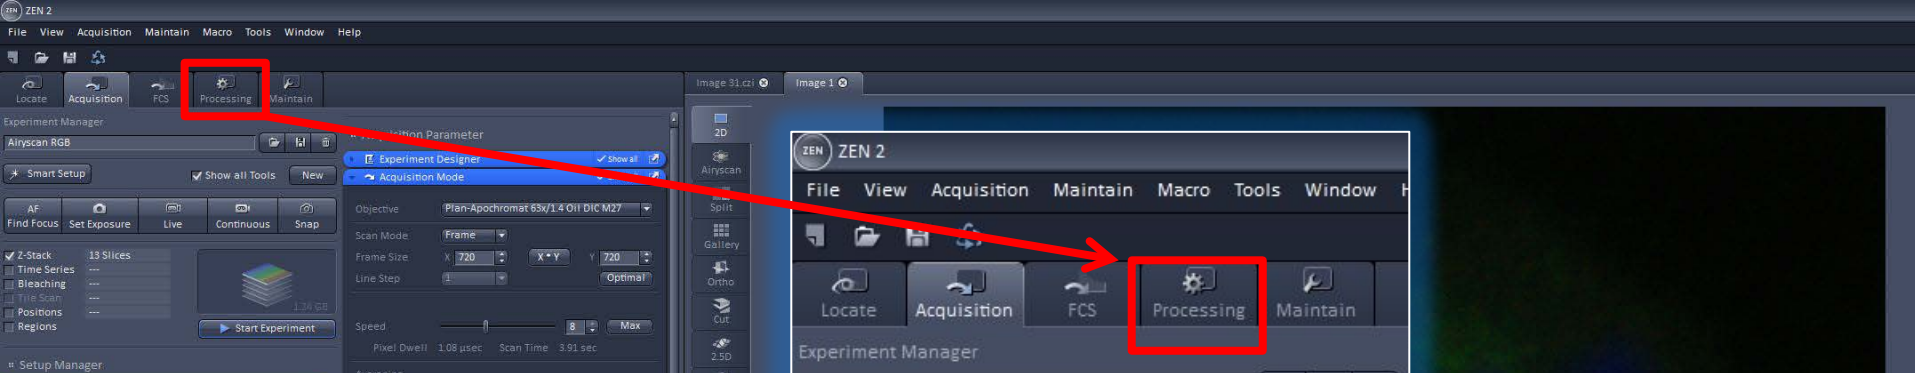 ZEN ZEN 2
File View Acquisition Maintain Macro Tools Window Help
Locate Acquisition FCS Processing Maintain
Experiment Manager
Airyscan RGB
Smart Setup Show all Tools New
AF
Find Focus Set Exposure Live Continuous Snap
Z-Stack 13 Slices
Time Series ---
Bleaching ---
Tile Scan ---
Positions ---
Regions
1.34 GB
Start Experiment
Setup Manager
Parameter
Experiment Designer Show all
Acquisition Mode
Objective Plan-Apochromat 63x/1.4 Oil DIC M27
Scan Mode Frame
Frame Size X 720 X * Y Y 720
Line Step 1 Optimal
Speed 8 Max
Pixel Dwell 1.08 µsec Scan Time 3.91 sec
Image 31.czi Image 1
2D
Airyscan
Split
Gallery
Ortho
Cut
2.5D
ZEN ZEN 2
File View Acquisition Maintain Macro Tools Window H
Locate Acquisition FCS Processing Maintain
Experiment Manager